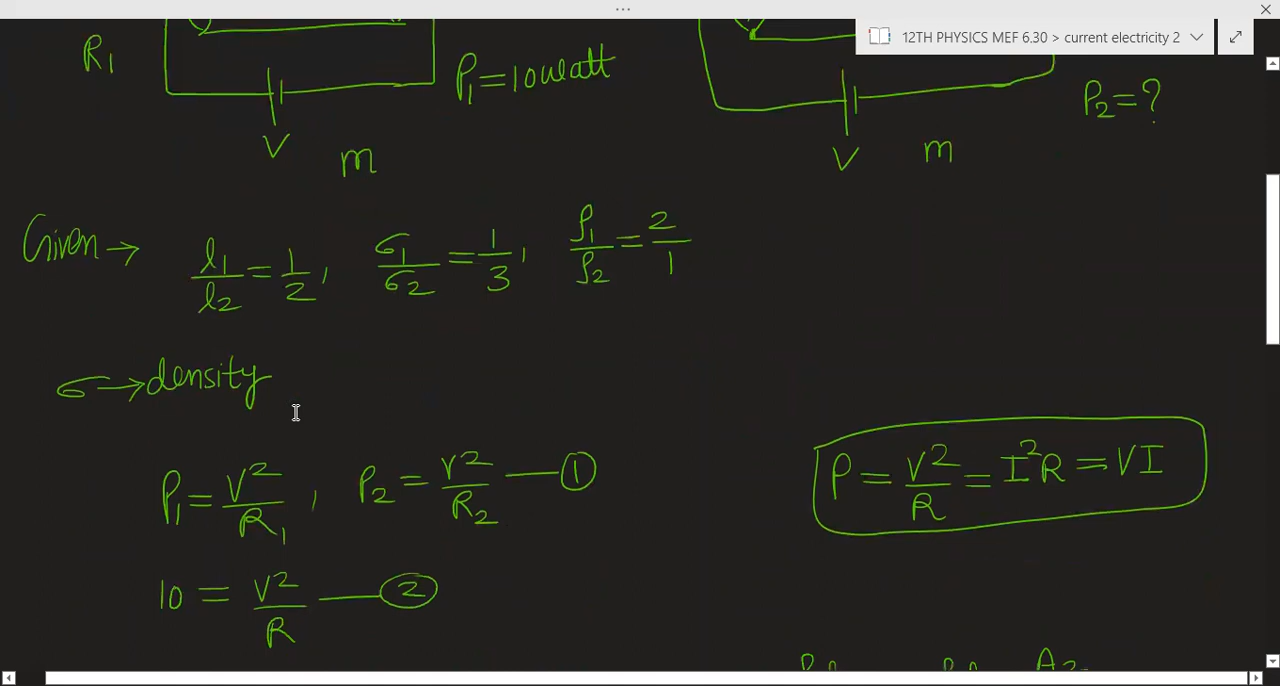 ...
12TH PHYSICS MEF 6.30 > current electricity 2
R₁
P₁ = 10 watt
P₂ = ?
V
m
V
m
Given → l₁/l₂ = 1/2, σ₁/σ₂ = 1/3, ρ₁/ρ₂ = 2/1
σ → density
P₁ = V²/R₁, P₂ = V²/R₂ — ①
P = V²/R = I²R = VI
10 = V²/R — ②